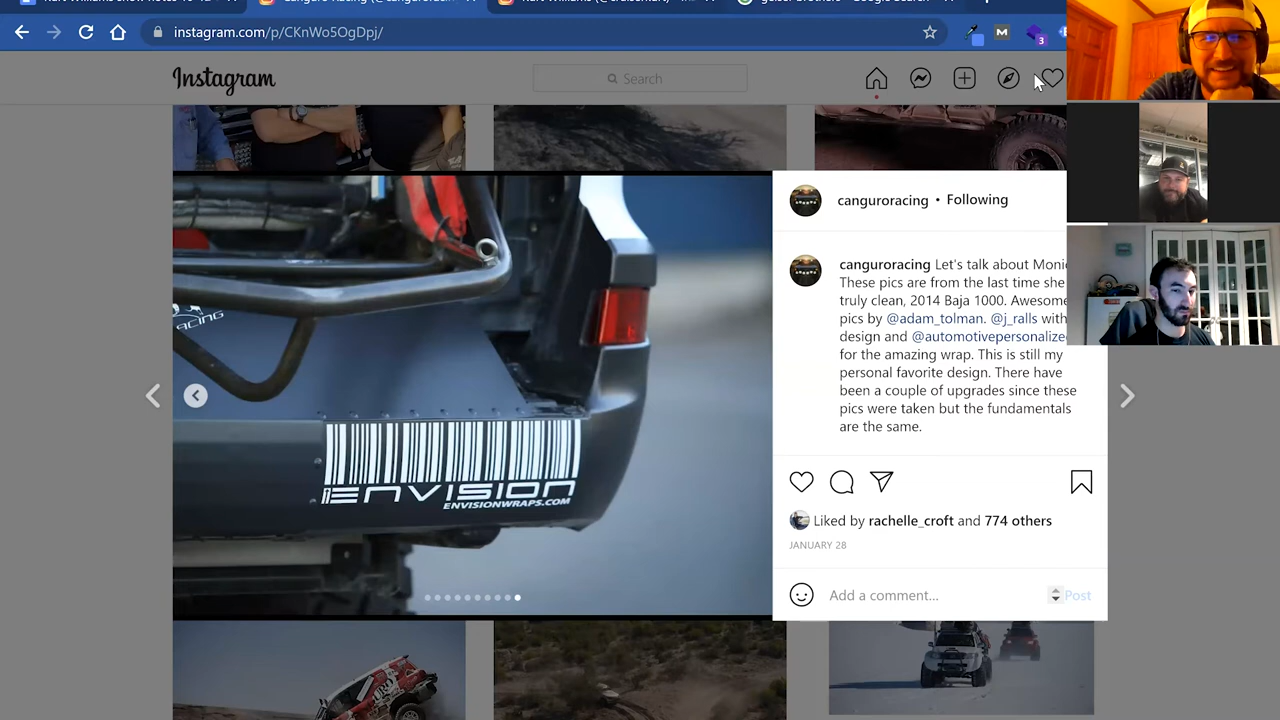 instagram.com/p/CKnWo5OgDpj/
M
3
Instagram
Search
canguroracing • Following
canguroracing Let's talk about
These pics are from the last time she
truly clean, 2014 Baja 1000. Awesome
pics by @adam_tolman. @j_ralls with
design and
for the amazing wrap. This is still my
personal favorite design. There have
been a couple of upgrades since these
pics were taken but the fundamentals
are the same.
ENVISION
ENVISIONWRAPS.COM
Liked by rachelle_croft and 774 others
JANUARY 28
Add a comment...
Post